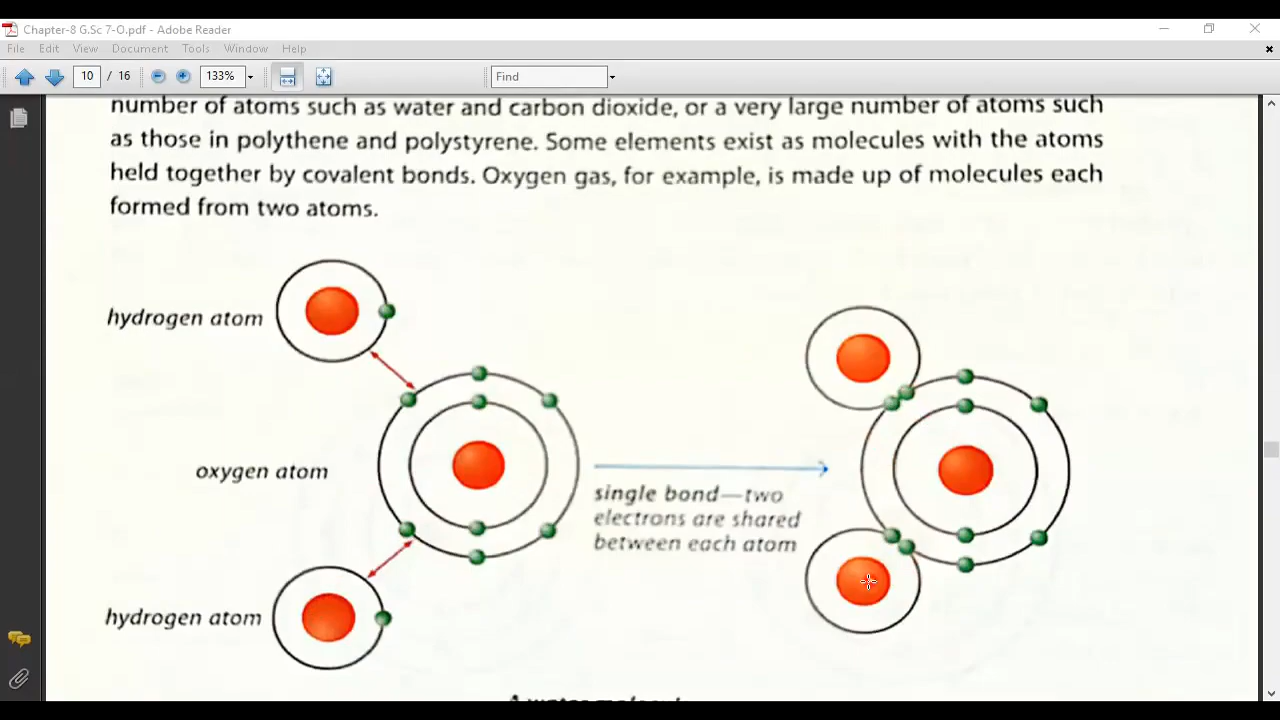 Chapter-8 G.Sc 7-O.pdf - Adobe Reader
File Edit View Document Tools Window Help
10 / 16 133% Find
number of atoms such as water and carbon dioxide, or a very large number of atoms such
as those in polythene and polystyrene. Some elements exist as molecules with the atoms
held together by covalent bonds. Oxygen gas, for example, is made up of molecules each
formed from two atoms.
hydrogen atom
oxygen atom
single bond—two
electrons are shared
between each atom
hydrogen atom
A water molecule